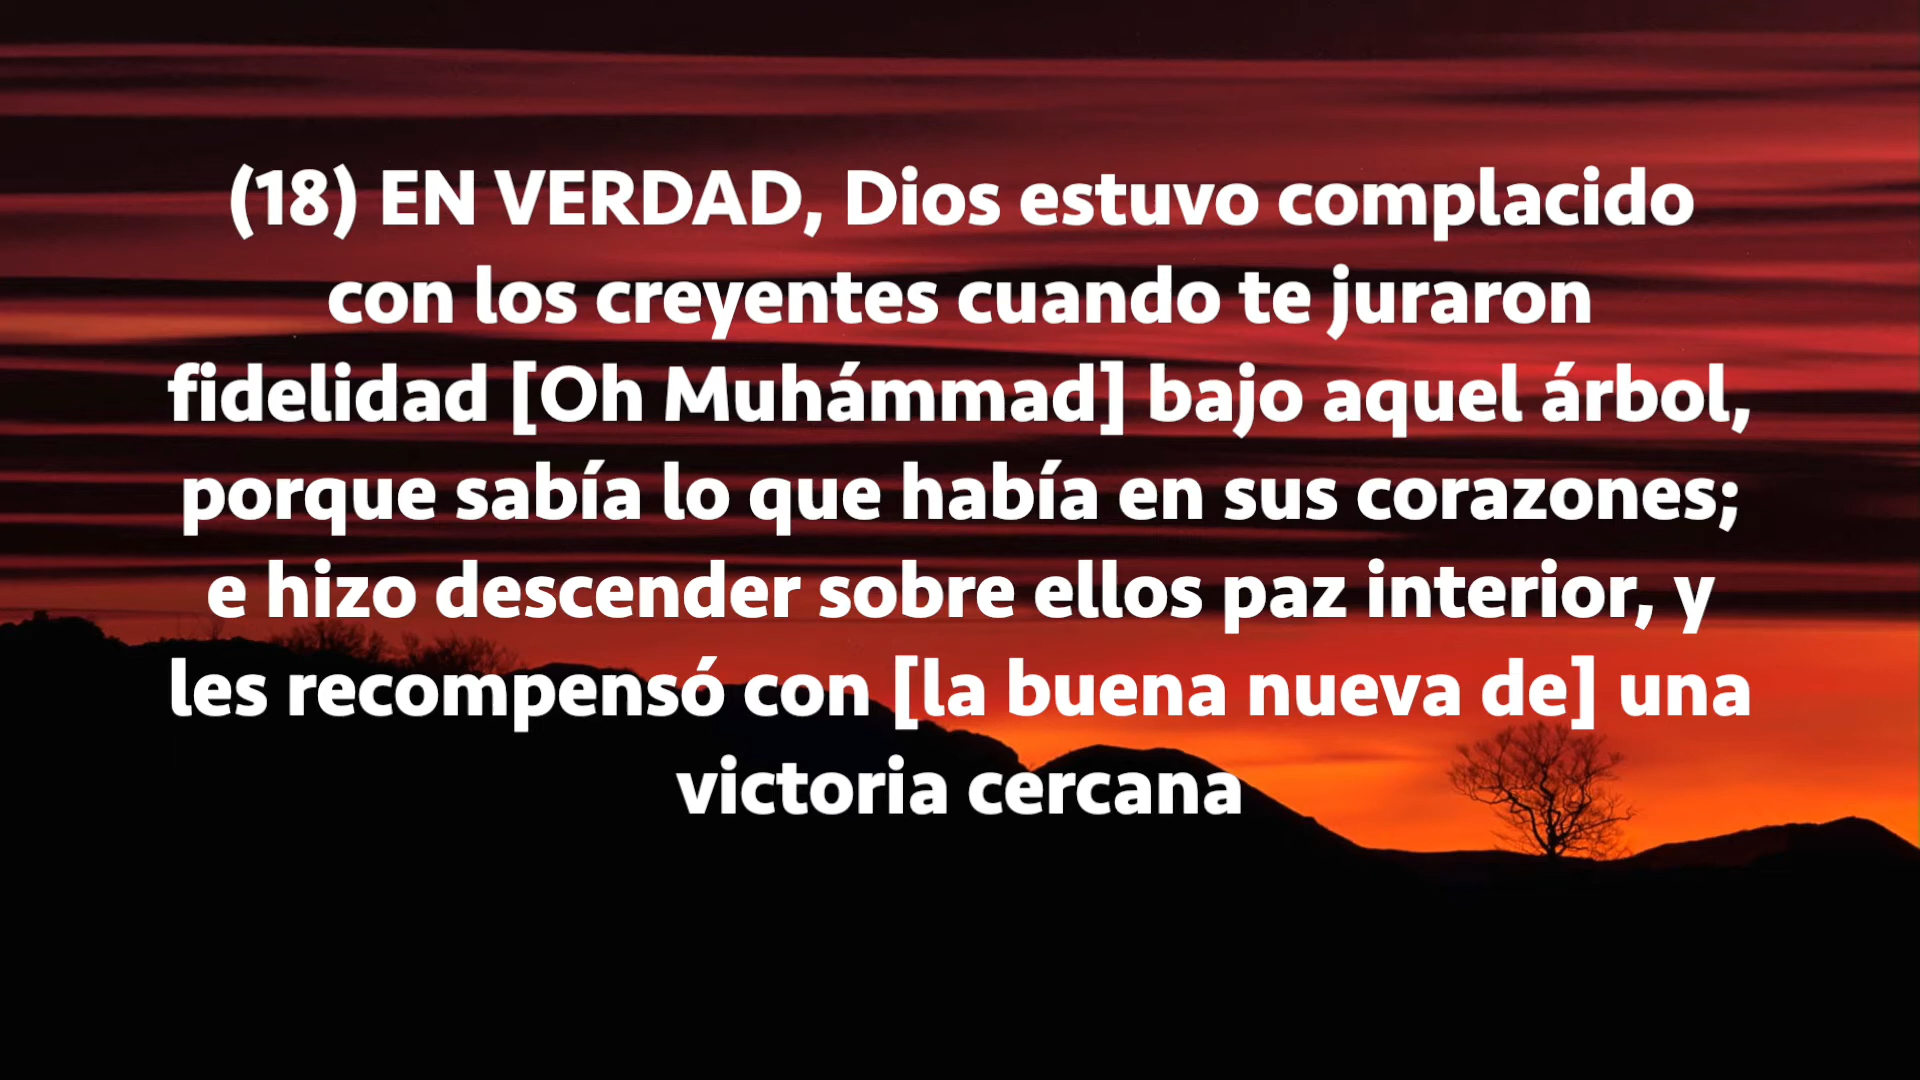 (18) EN VERDAD, Dios estuvo complacido
con los creyentes cuando te juraron
fidelidad [Oh Muhámmad] bajo aquel árbol,
porque sabía lo que había en sus corazones;
e hizo descender sobre ellos paz interior, y
les recompensó con [la buena nueva de] una
victoria cercana